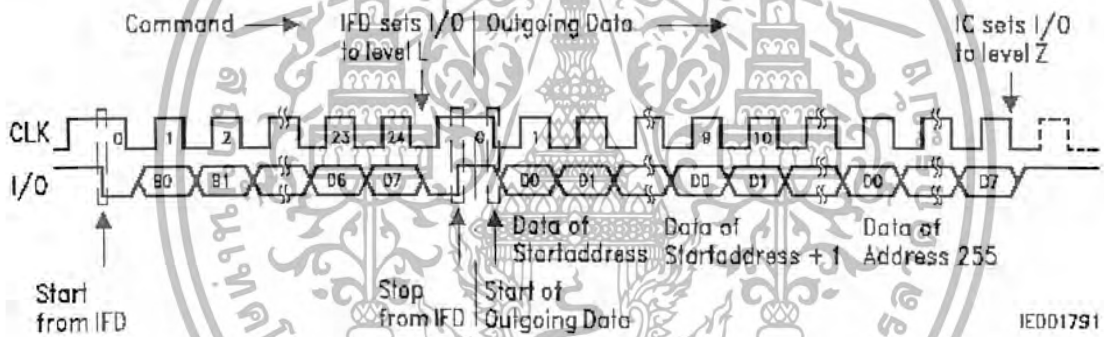 Command IFD sets I/O Outgoing Data IC sets I/O
to level L to level Z
CLK 0 1 2 23 24 0 1 9 10
I/O B0 B1 D6 D7 D0 D1 D0 D1 D0 D7
Data of Data of Data of
Startaddress Startaddress + 1 Address 255
Start Stop Start of
from IFD from IFD Outgoing Data
IED01791